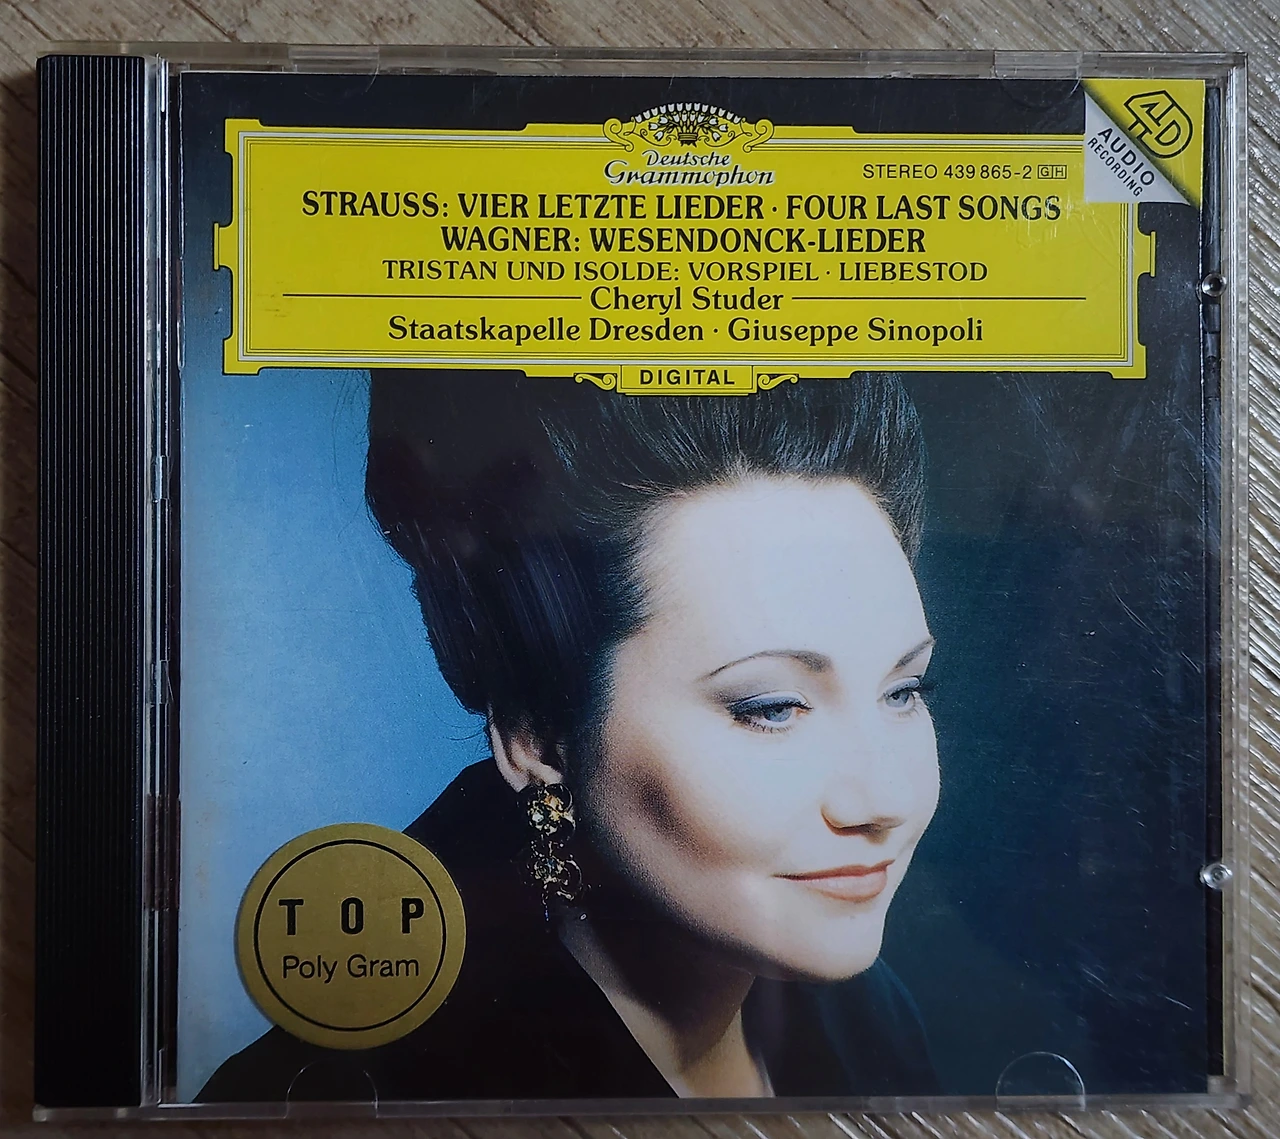 Deutsche
Grammophon
STEREO 439 865-2 GH
4D
AUDIO
RECORDING
STRAUSS: VIER LETZTE LIEDER · FOUR LAST SONGS
WAGNER: WESENDONCK-LIEDER
TRISTAN UND ISOLDE: VORSPIEL · LIEBESTOD
Cheryl Studer
Staatskapelle Dresden · Giuseppe Sinopoli
DIGITAL
TOP
Poly Gram